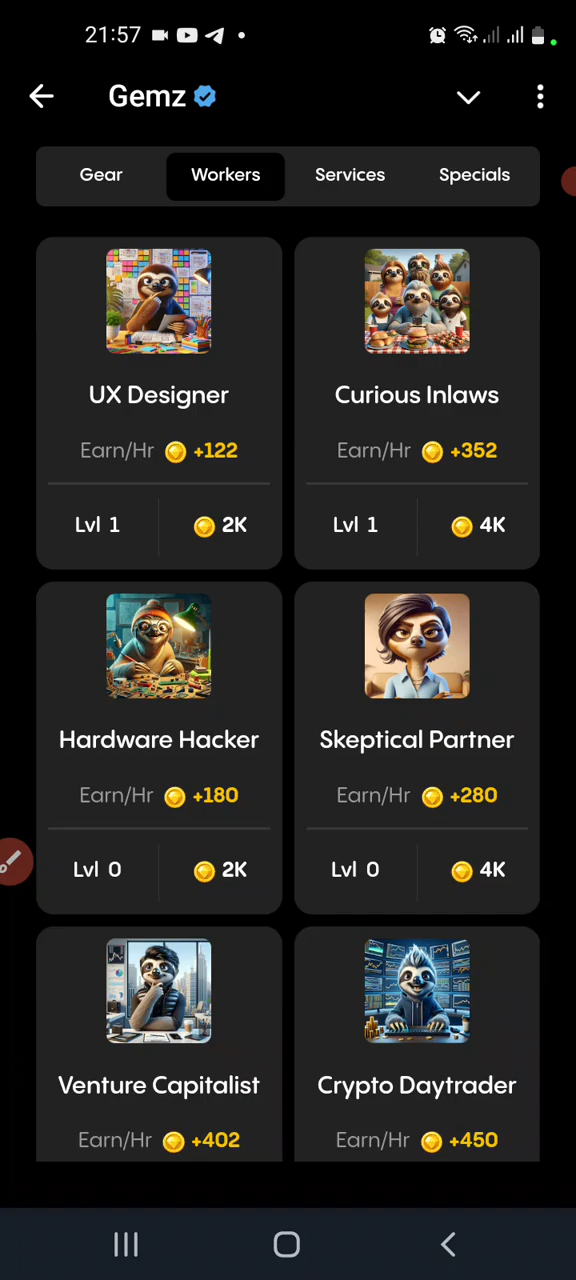 21:57
Gemz
Gear Workers Services Specials
UX Designer Curious Inlaws
Earn/Hr +122 Earn/Hr +352
Lvl 1 2K Lvl 1 4K
Hardware Hacker Skeptical Partner
Earn/Hr +180 Earn/Hr +280
Lvl 0 2K Lvl 0 4K
Venture Capitalist Crypto Daytrader
Earn/Hr +402 Earn/Hr +450